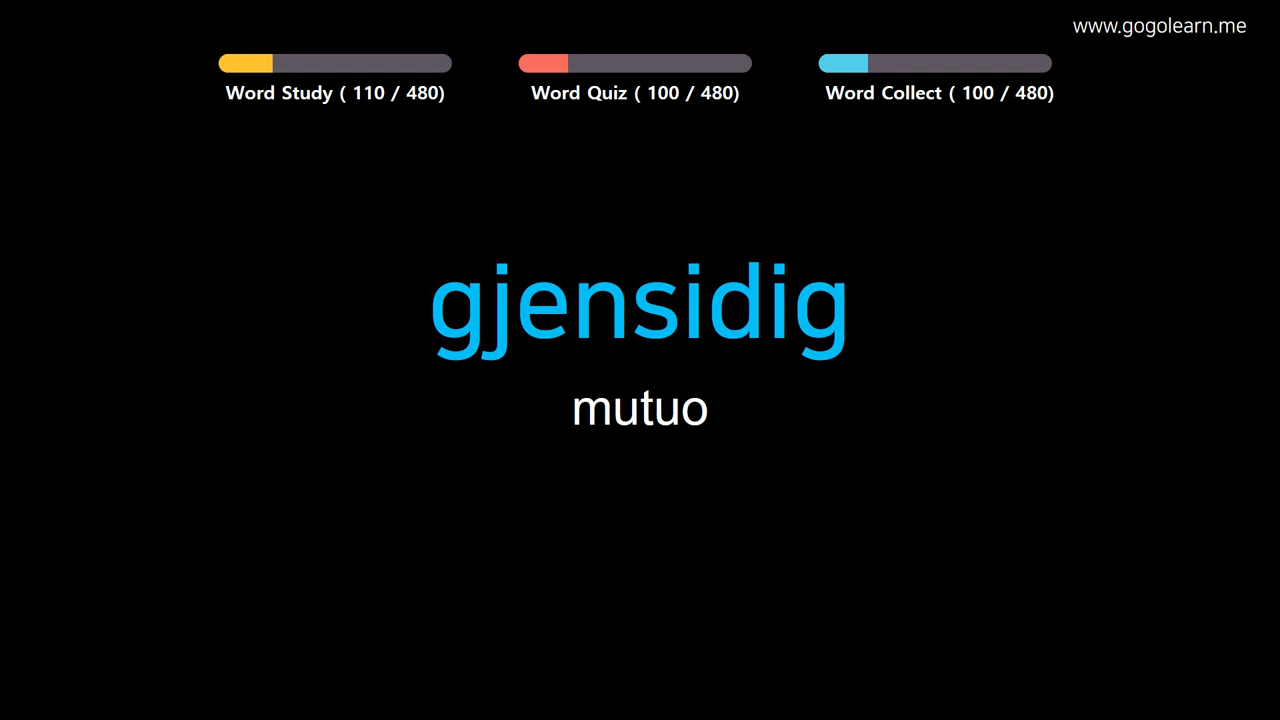 www.gogolearn.me
Word Study ( 110 / 480)
Word Quiz ( 100 / 480)
Word Collect ( 100 / 480)
gjensidig
mutuo